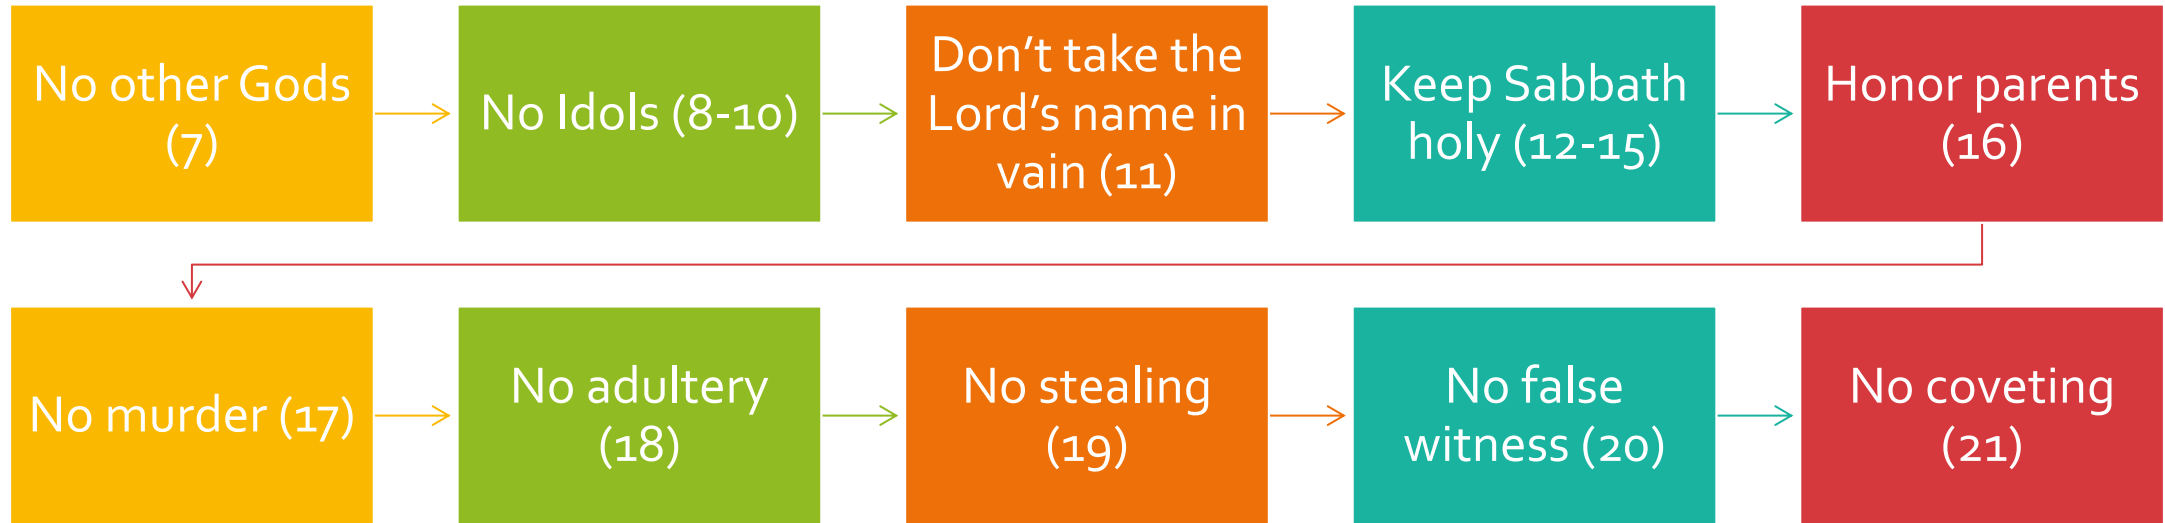 No other Gods
(7)
No Idols (8-10)
Don’t take the
Lord’s name in
vain (11)
Keep Sabbath
holy (12-15)
Honor parents
(16)
No murder (17)
No adultery
(18)
No stealing
(19)
No false
witness (20)
No coveting
(21)